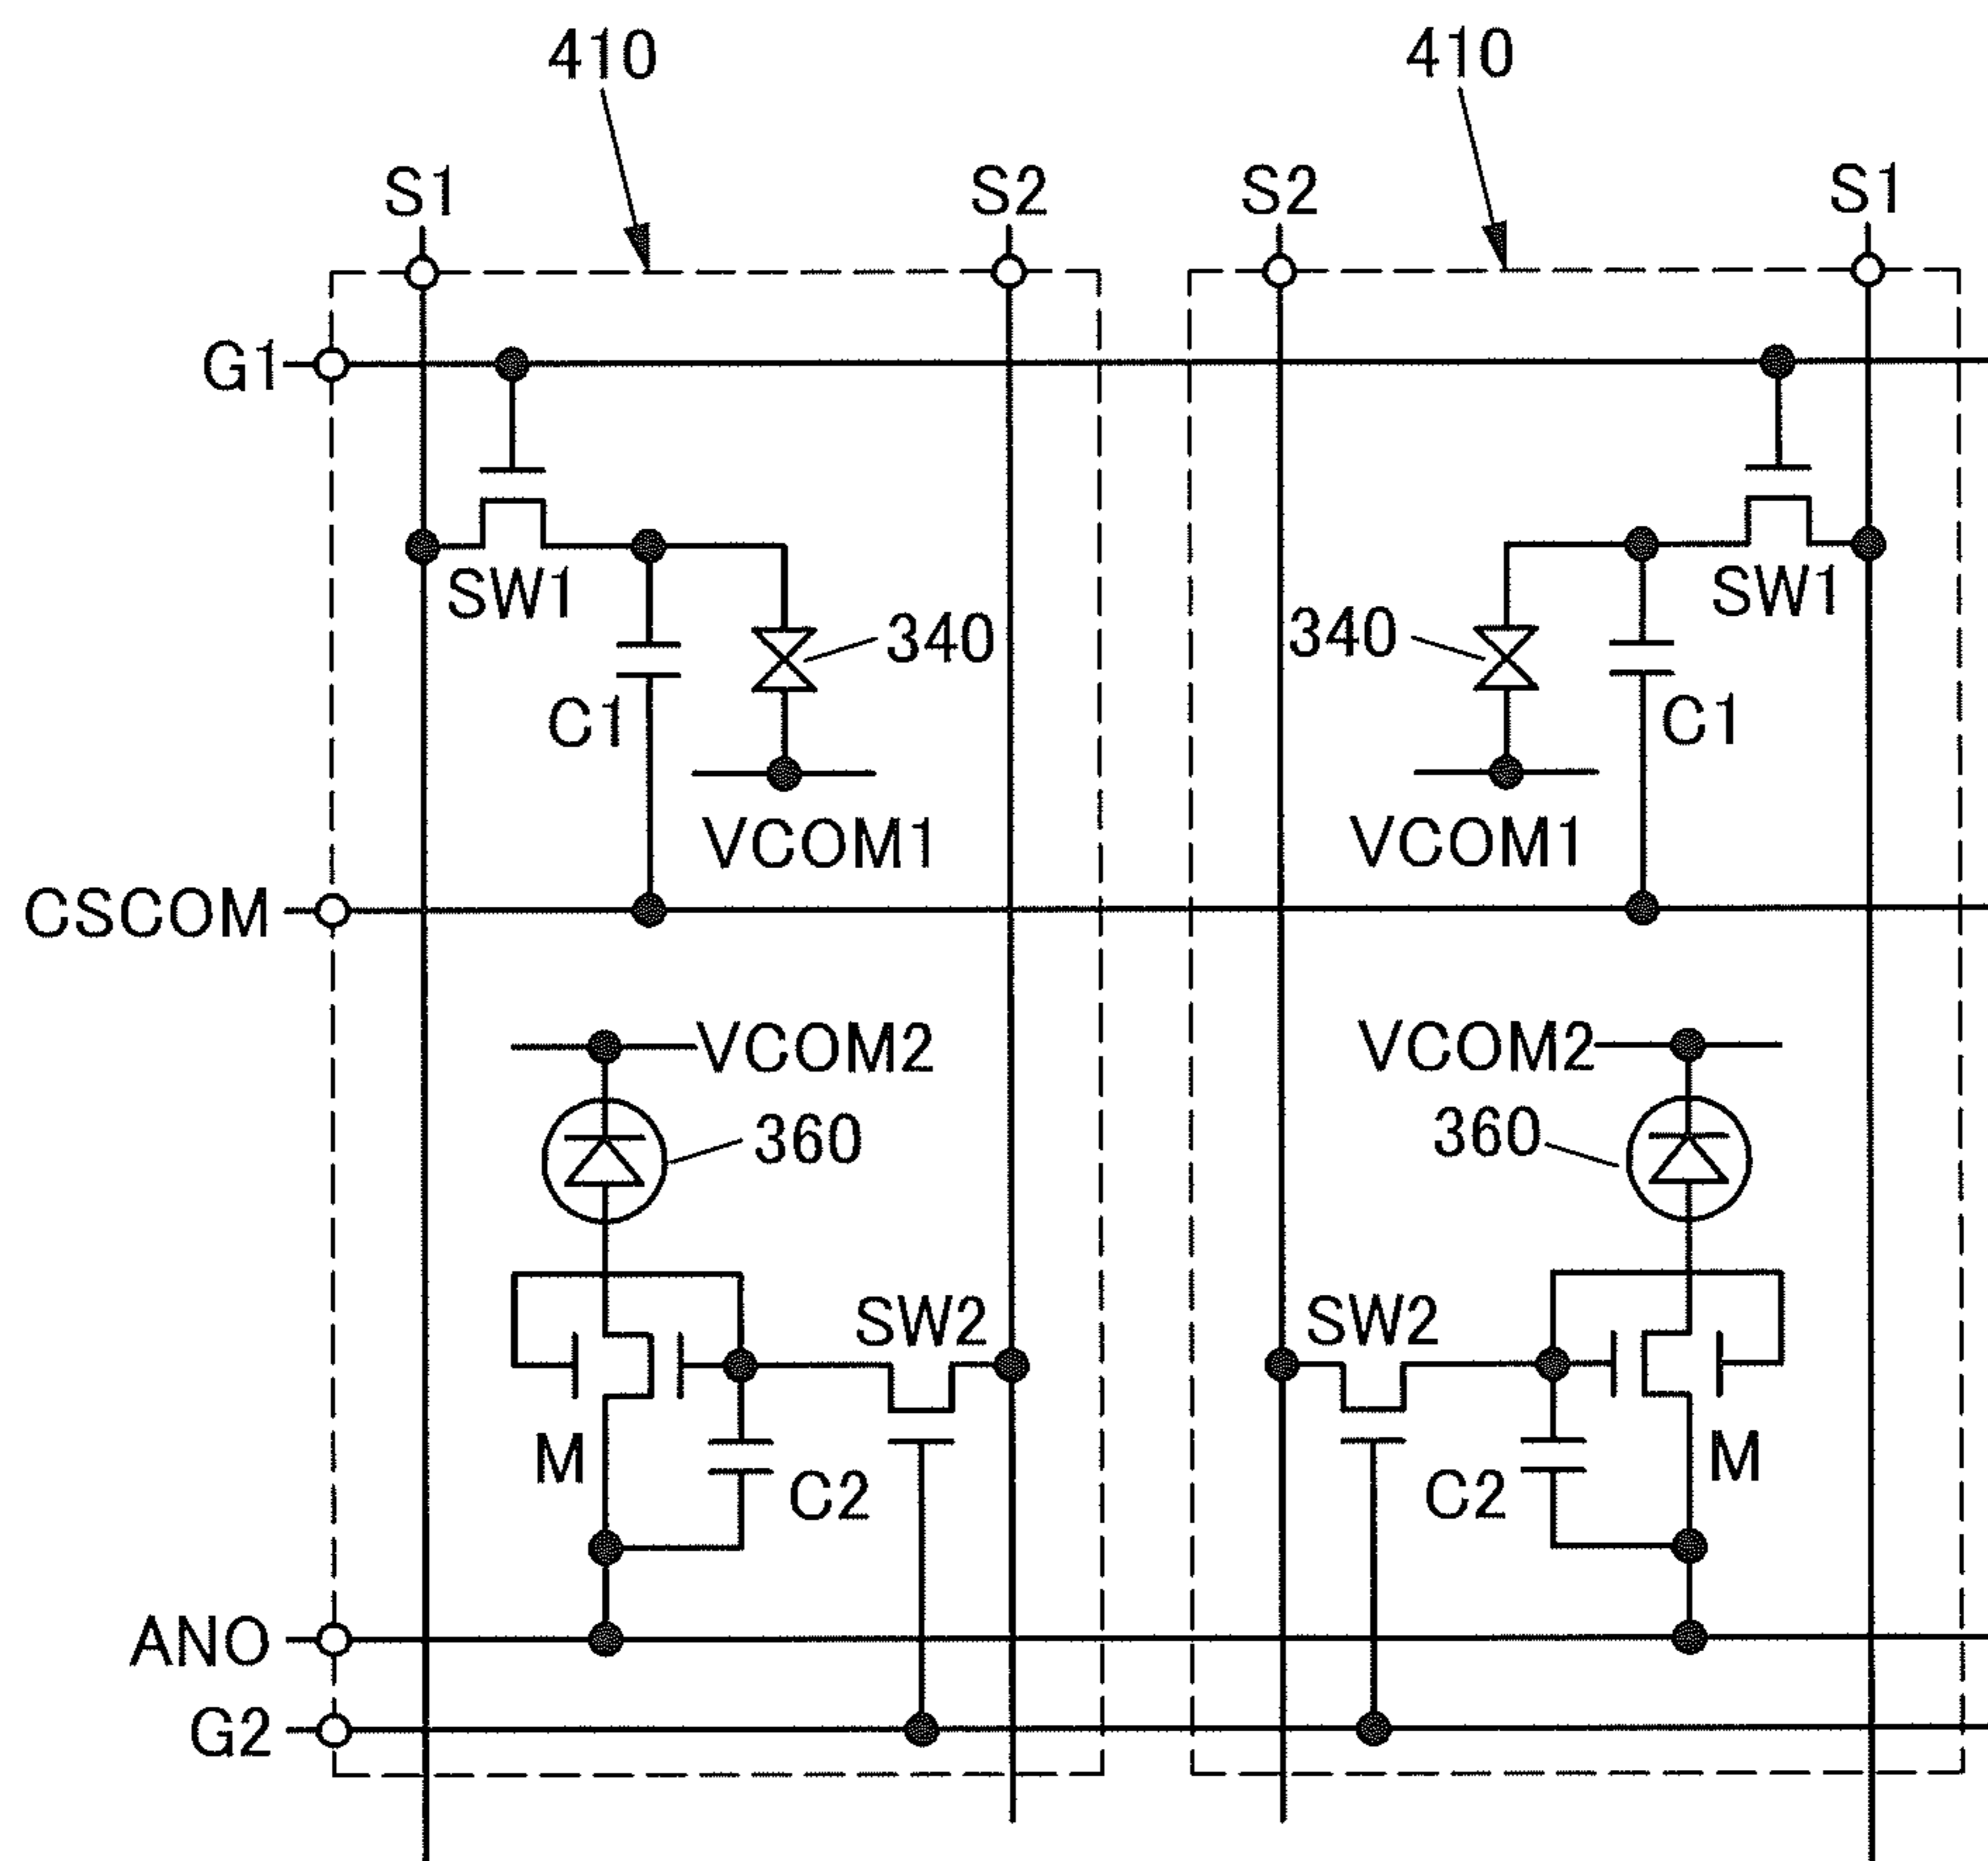 410 410
S1 S2 S2 S1
G1
SW1 SW1
340 340
C1 C1
VCOM1 VCOM1
CSCOM
VCOM2 VCOM2
360 360
SW2 SW2
M M
C2 C2
ANO
G2